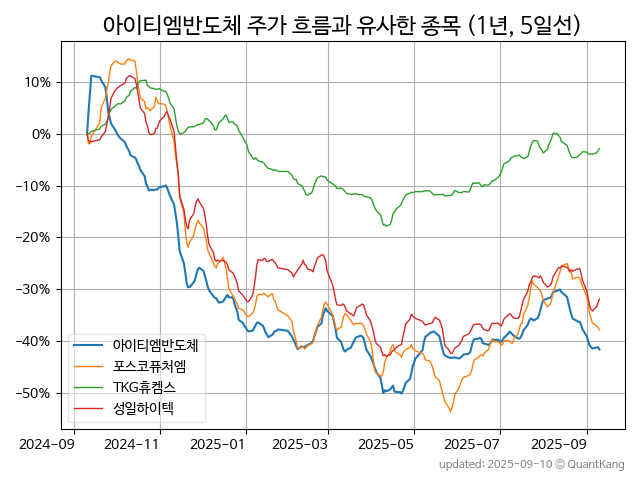 아이티엠반도체 주가 흐름과 유사한 종목 (1년, 5일선)
10%
0%
−10%
−20%
−30%
−40%
−50%
아이티엠반도체
포스코퓨처엠
TKG휴켐스
성일하이텍
2024-09 2024-11 2025-01 2025-03 2025-05 2025-07 2025-09
updated: 2025-09-10 © QuantKang